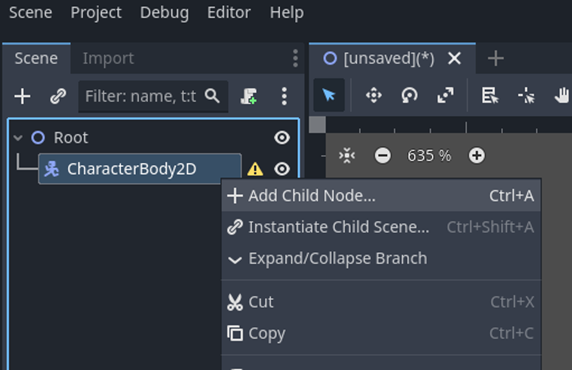 Scene Project Debug Editor Help
Scene Import [unsaved](*)
Filter: name, t:t
635 %
Root
CharacterBody2D
Add Child Node... Ctrl+A
Instantiate Child Scene... Ctrl+Shift+A
Expand/Collapse Branch
Cut Ctrl+X
Copy Ctrl+C